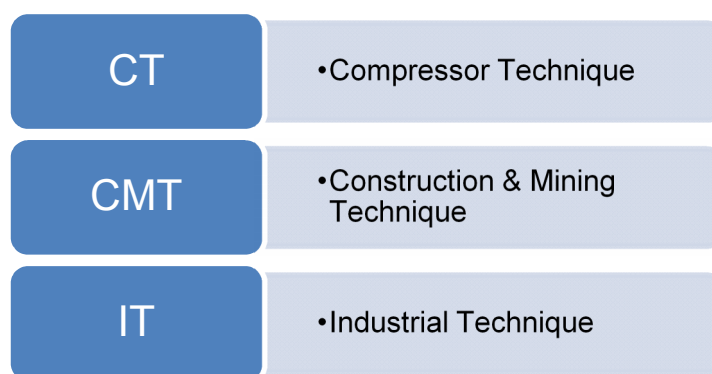 CT
•Compressor Technique
CMT
•Construction & Mining
Technique
IT
•Industrial Technique